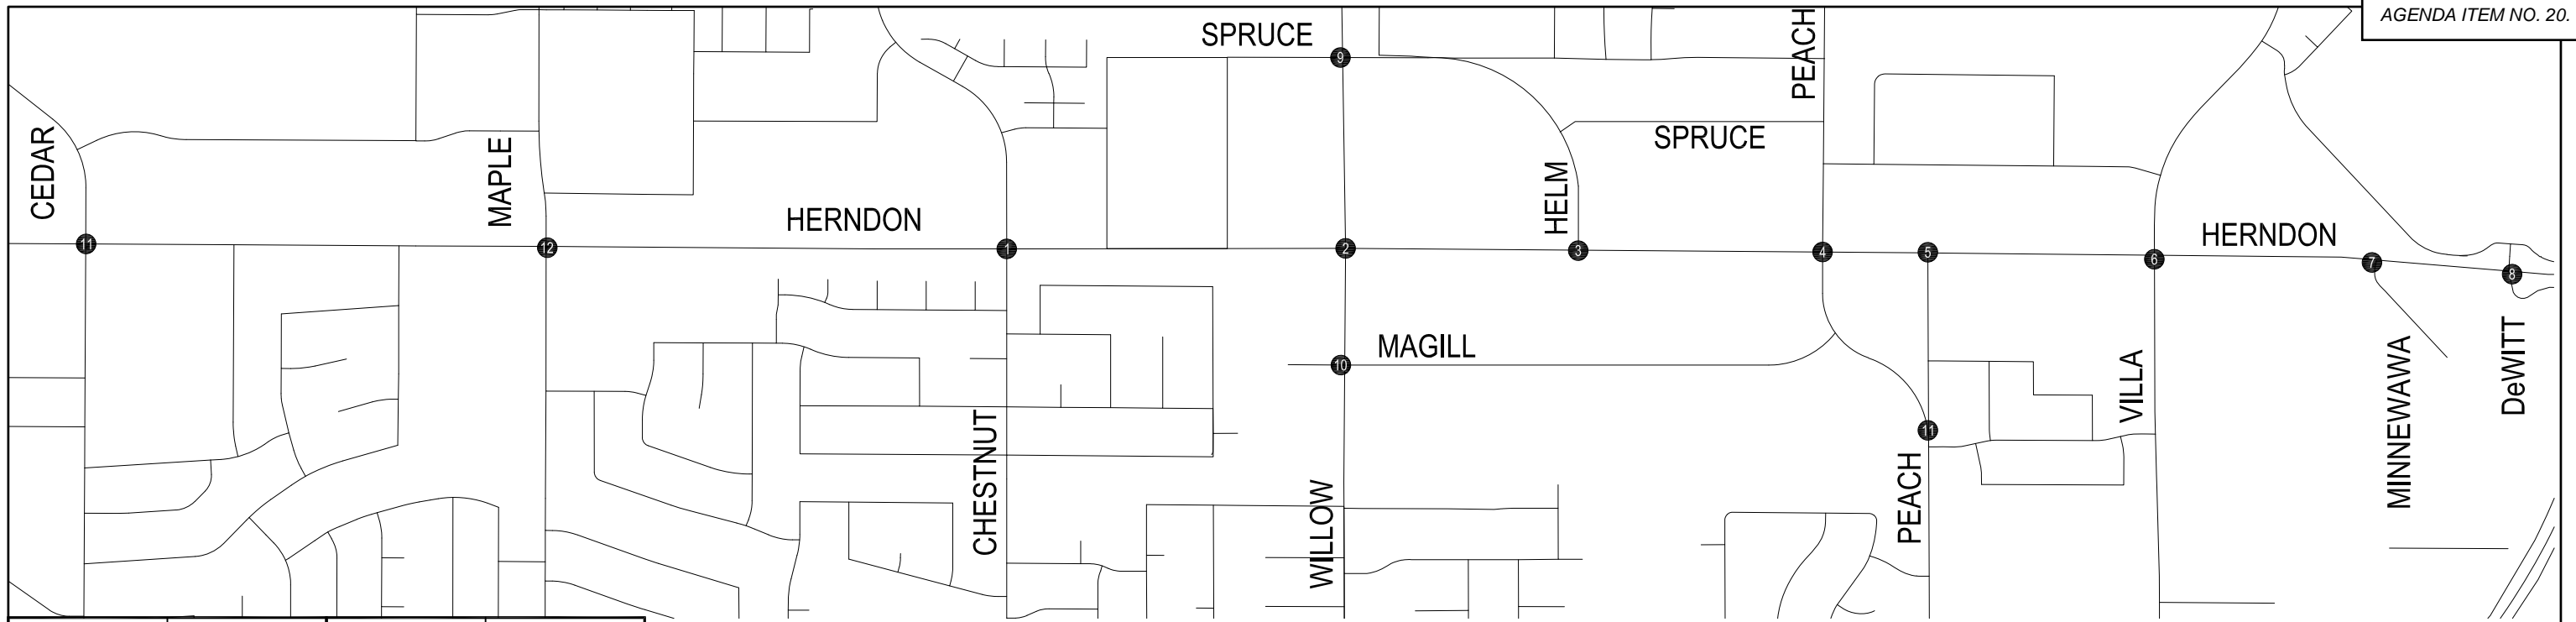 AGENDA ITEM NO. 20.
SPRUCE
PEACH
9
CEDAR
MAPLE
SPRUCE
HELM
HERNDON
HERNDON
11
12
1
2
3
4
5
6
7
8
MAGILL
10
VILLA
MINNEWAWA
DeWITT
CHESTNUT
11
WILLOW
PEACH